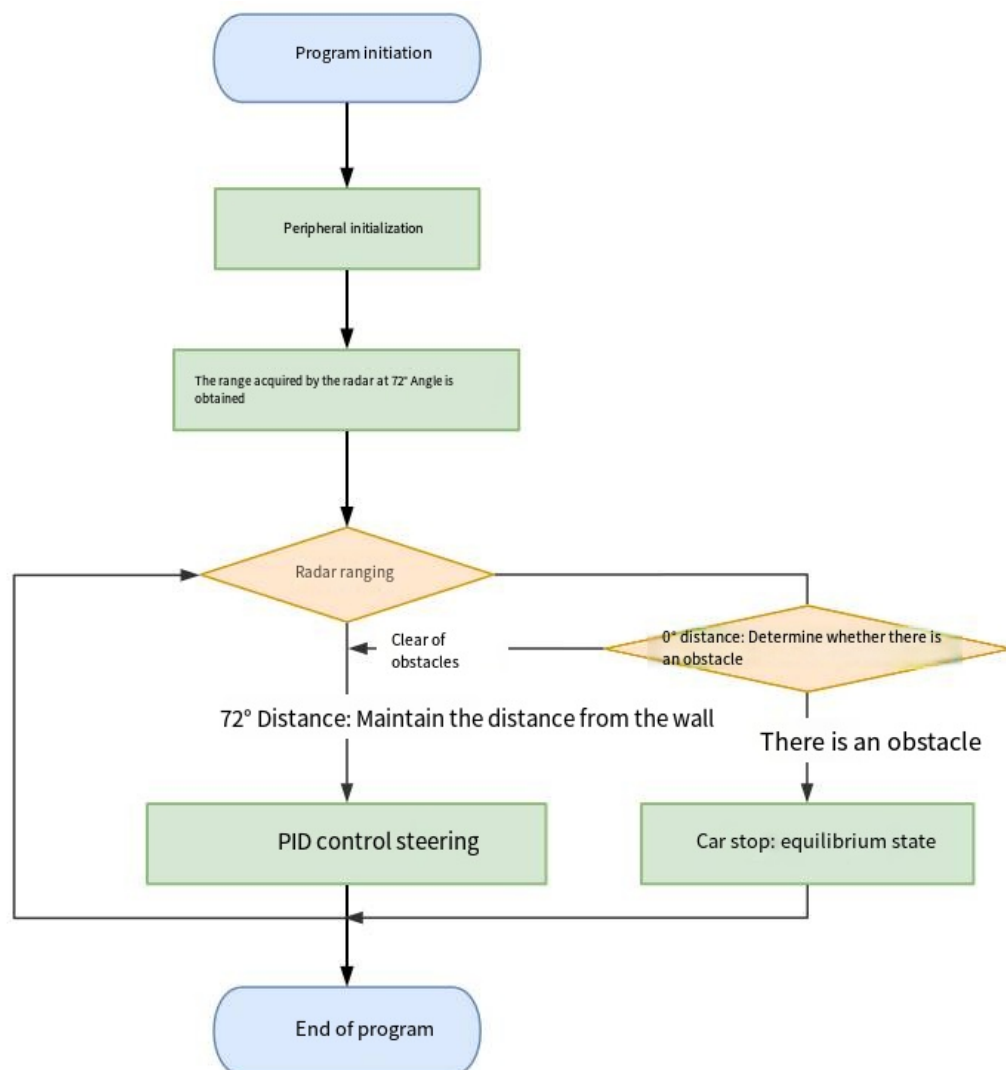 Program initiation
Peripheral initialization
The range acquired by the radar at 72° Angle is
obtained
Radar ranging
Clear of
obstacles
0° distance: Determine whether there is
an obstacle
72° Distance: Maintain the distance from the wall
There is an obstacle
PID control steering
Car stop: equilibrium state
End of program